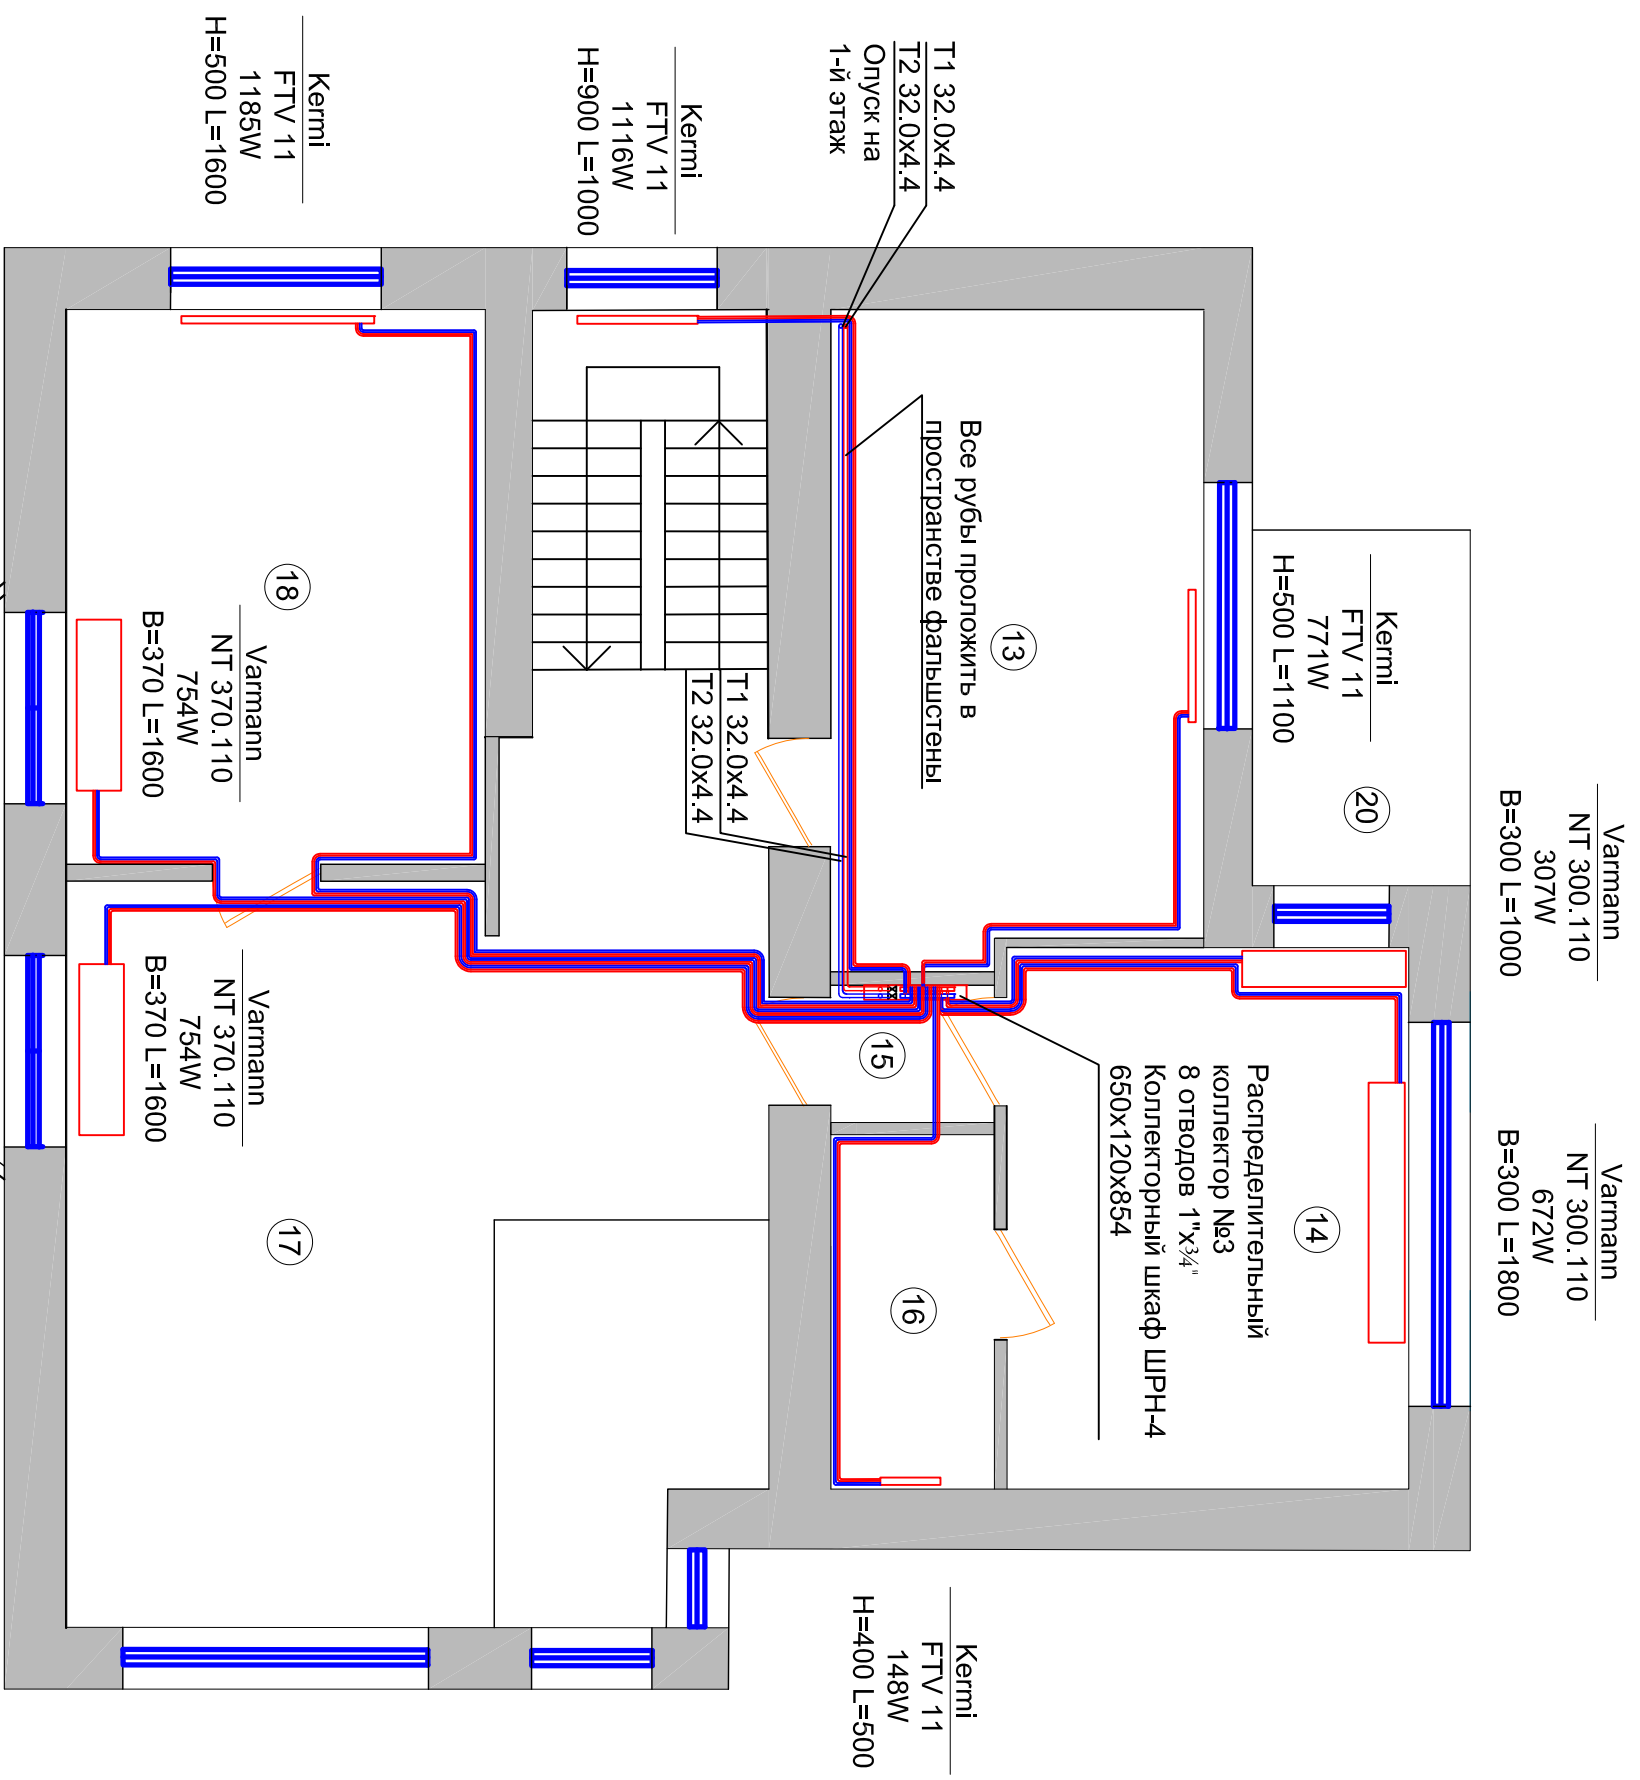 Varmann
NT 300.110
307W
B=300 L=1000
Varmann
NT 300.110
672W
B=300 L=1800
Kermi
FTV 11
771W
H=500 L=1100
20
14
Распределительный
коллектор №3
8 отводов 1"x¾"
Коллекторный шкаф ШРН-4
650x120x854
13
Все рубы проложить в
пространстве фальшстены
Т1 32.0x4.4
Т2 32.0x4.4
Опуск на
1-й этаж
Kermi
FTV 11
148W
H=400 L=500
16
15
Т1 32.0x4.4
Т2 32.0x4.4
Kermi
FTV 11
1116W
H=900 L=1000
Kermi
FTV 11
1185W
H=500 L=1600
18
Varmann
NT 370.110
754W
B=370 L=1600
17
Varmann
NT 370.110
754W
B=370 L=1600